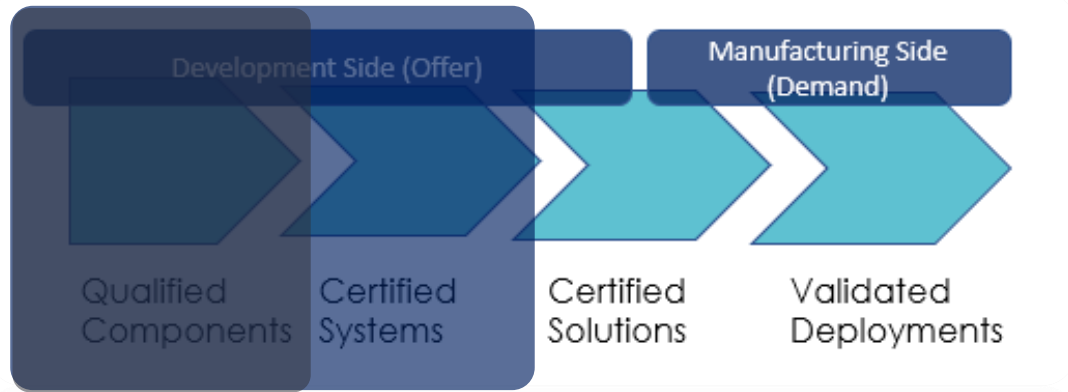 Development Side (Offer)
Manufacturing Side
(Demand)
Qualified
Components
Certified
Systems
Certified
Solutions
Validated
Deployments